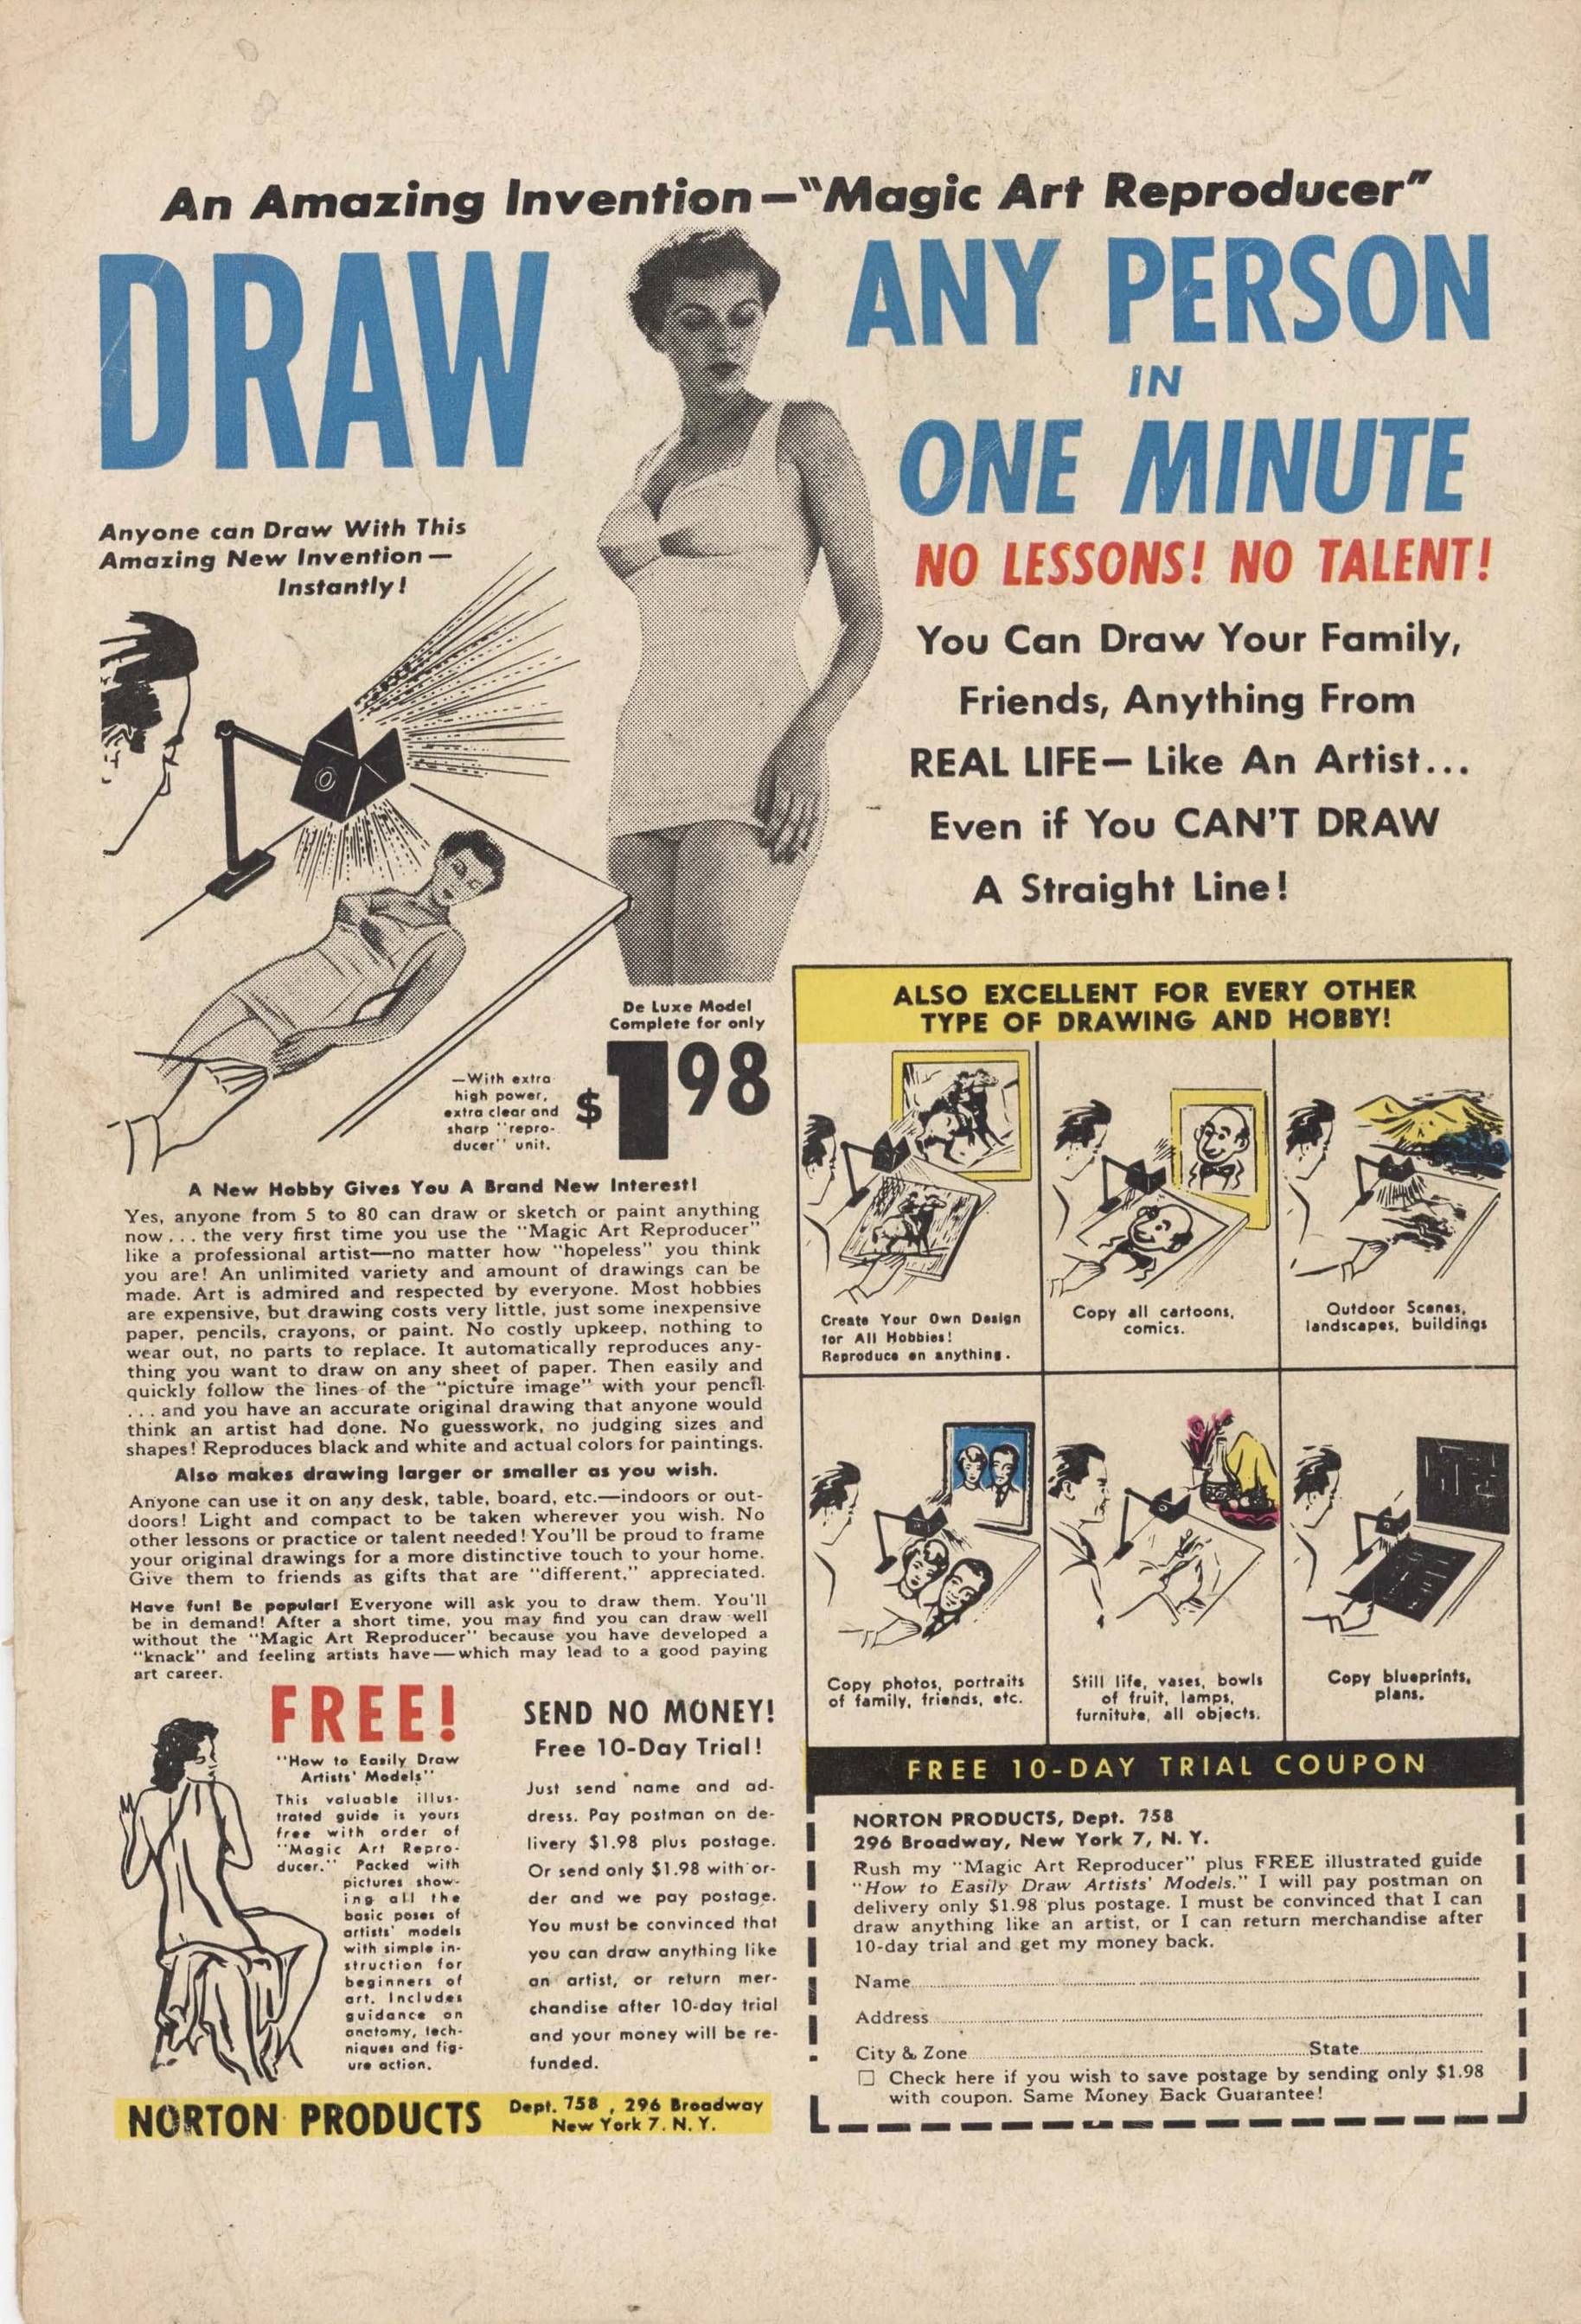 An Amazing Invention—"Magic Art Reproducer"
DRAW
ANY PERSON
IN
ONE MINUTE
NO LESSONS! NO TALENT!
You Can Draw Your Family,
Friends, Anything From
REAL LIFE— Like An Artist...
Even if You CAN'T DRAW
A Straight Line!
Anyone can Draw With This
Amazing New Invention —
Instantly!
De Luxe Model
Complete for only
$198
—With extra
high power,
extra clear and
sharp "repro-
ducer" unit.
A New Hobby Gives You A Brand New Interest!
Yes, anyone from 5 to 80 can draw or sketch or paint anything
now . . . the very first time you use the "Magic Art Reproducer"
like a professional artist—no matter how "hopeless" you think
you are! An unlimited variety and amount of drawings can be
made. Art is admired and respected by everyone. Most hobbies
are expensive, but drawing costs very little, just some inexpensive
paper, pencils, crayons, or paint. No costly upkeep, nothing to
wear out, no parts to replace. It automatically reproduces any-
thing you want to draw on any sheet of paper. Then easily and
quickly follow the lines of the "picture image" with your pencil
. . . and you have an accurate original drawing that anyone would
think an artist had done. No guesswork, no judging sizes and
shapes! Reproduces black and white and actual colors for paintings.
Also makes drawing larger or smaller as you wish.
Anyone can use it on any desk, table, board, etc.—indoors or out-
doors! Light and compact to be taken wherever you wish. No
other lessons or practice or talent needed! You'll be proud to frame
your original drawings for a more distinctive touch to your home.
Give them to friends as gifts that are "different," appreciated.
Have fun! Be popular! Everyone will ask you to draw them. You'll
be in demand! After a short time, you may find you can draw well
without the "Magic Art Reproducer" because you have developed a
"knack" and feeling artists have—which may lead to a good paying
art career.
FREE!
"How to Easily Draw
Artists' Models"
This valuable illus-
trated guide is yours
free with order of
"Magic Art Repro-
ducer." Packed with
pictures show-
ing all the
basic poses of
artists' models
with simple in-
struction for
beginners of
art. Includes
guidance on
anatomy, tech-
niques and fig-
ure action.
SEND NO MONEY!
Free 10-Day Trial!
Just send name and ad-
dress. Pay postman on de-
livery $1.98 plus postage.
Or send only $1.98 with or-
der and we pay postage.
You must be convinced that
you can draw anything like
an artist, or return mer-
chandise after 10-day trial
and your money will be re-
funded.
NORTON PRODUCTS
Dept. 758 , 296 Broadway
New York 7. N. Y.
ALSO EXCELLENT FOR EVERY OTHER
TYPE OF DRAWING AND HOBBY!
Create Your Own Design
for All Hobbies!
Reproduce on anything.
Copy all cartoons,
comics.
Outdoor Scenes,
landscapes, buildings
Copy photos, portraits
of family, friends, etc.
Still life, vases, bowls
of fruit, lamps,
furniture, all objects.
Copy blueprints,
plans.
FREE 10-DAY TRIAL COUPON
NORTON PRODUCTS, Dept. 758
296 Broadway, New York 7, N. Y.
Rush my "Magic Art Reproducer" plus FREE illustrated guide
"How to Easily Draw Artists' Models." I will pay postman on
delivery only $1.98 plus postage. I must be convinced that I can
draw anything like an artist, or I can return merchandise after
10-day trial and get my money back.
Name
Address
City & Zone State
☐ Check here if you wish to save postage by sending only $1.98
with coupon. Same Money Back Guarantee!